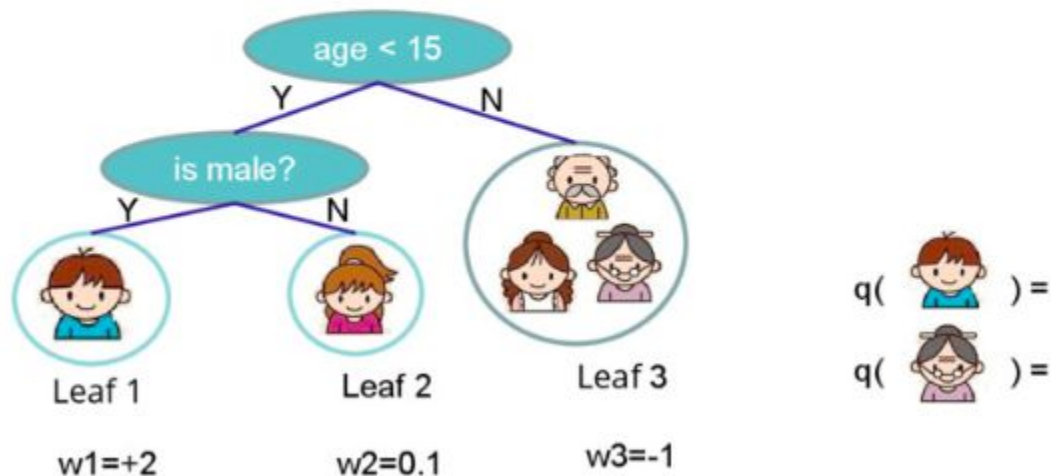 age < 15
Y
N
is male?
Y
N
Leaf 1
Leaf 2
Leaf 3
w1=+2
w2=0.1
w3=-1
q( ) =
q( ) =